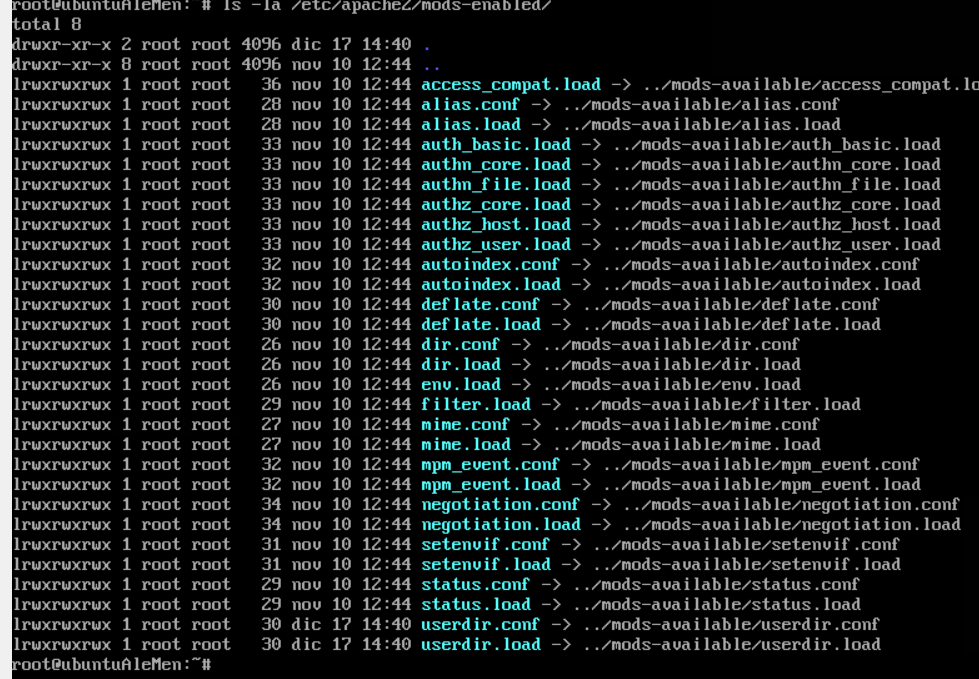 root@ubuntuAleMen:~# ls -la /etc/apache2/mods-enabled/
total 8
drwxr-xr-x 2 root root 4096 dic 17 14:40 .
drwxr-xr-x 8 root root 4096 nov 10 12:44 ..
lrwxrwxrwx 1 root root   36 nov 10 12:44 access_compat.load -> ../mods-available/access_compat.lo
lrwxrwxrwx 1 root root   28 nov 10 12:44 alias.conf -> ../mods-available/alias.conf
lrwxrwxrwx 1 root root   28 nov 10 12:44 alias.load -> ../mods-available/alias.load
lrwxrwxrwx 1 root root   33 nov 10 12:44 auth_basic.load -> ../mods-available/auth_basic.load
lrwxrwxrwx 1 root root   33 nov 10 12:44 authn_core.load -> ../mods-available/authn_core.load
lrwxrwxrwx 1 root root   33 nov 10 12:44 authn_file.load -> ../mods-available/authn_file.load
lrwxrwxrwx 1 root root   33 nov 10 12:44 authz_core.load -> ../mods-available/authz_core.load
lrwxrwxrwx 1 root root   33 nov 10 12:44 authz_host.load -> ../mods-available/authz_host.load
lrwxrwxrwx 1 root root   33 nov 10 12:44 authz_user.load -> ../mods-available/authz_user.load
lrwxrwxrwx 1 root root   32 nov 10 12:44 autoindex.conf -> ../mods-available/autoindex.conf
lrwxrwxrwx 1 root root   32 nov 10 12:44 autoindex.load -> ../mods-available/autoindex.load
lrwxrwxrwx 1 root root   30 nov 10 12:44 deflate.conf -> ../mods-available/deflate.conf
lrwxrwxrwx 1 root root   30 nov 10 12:44 deflate.load -> ../mods-available/deflate.load
lrwxrwxrwx 1 root root   26 nov 10 12:44 dir.conf -> ../mods-available/dir.conf
lrwxrwxrwx 1 root root   26 nov 10 12:44 dir.load -> ../mods-available/dir.load
lrwxrwxrwx 1 root root   26 nov 10 12:44 env.load -> ../mods-available/env.load
lrwxrwxrwx 1 root root   29 nov 10 12:44 filter.load -> ../mods-available/filter.load
lrwxrwxrwx 1 root root   27 nov 10 12:44 mime.conf -> ../mods-available/mime.conf
lrwxrwxrwx 1 root root   27 nov 10 12:44 mime.load -> ../mods-available/mime.load
lrwxrwxrwx 1 root root   32 nov 10 12:44 mpm_event.conf -> ../mods-available/mpm_event.conf
lrwxrwxrwx 1 root root   32 nov 10 12:44 mpm_event.load -> ../mods-available/mpm_event.load
lrwxrwxrwx 1 root root   34 nov 10 12:44 negotiation.conf -> ../mods-available/negotiation.conf
lrwxrwxrwx 1 root root   34 nov 10 12:44 negotiation.load -> ../mods-available/negotiation.load
lrwxrwxrwx 1 root root   31 nov 10 12:44 setenvif.conf -> ../mods-available/setenvif.conf
lrwxrwxrwx 1 root root   31 nov 10 12:44 setenvif.load -> ../mods-available/setenvif.load
lrwxrwxrwx 1 root root   29 nov 10 12:44 status.conf -> ../mods-available/status.conf
lrwxrwxrwx 1 root root   29 nov 10 12:44 status.load -> ../mods-available/status.load
lrwxrwxrwx 1 root root   30 dic 17 14:40 userdir.conf -> ../mods-available/userdir.conf
lrwxrwxrwx 1 root root   30 dic 17 14:40 userdir.load -> ../mods-available/userdir.load
root@ubuntuAleMen:~#